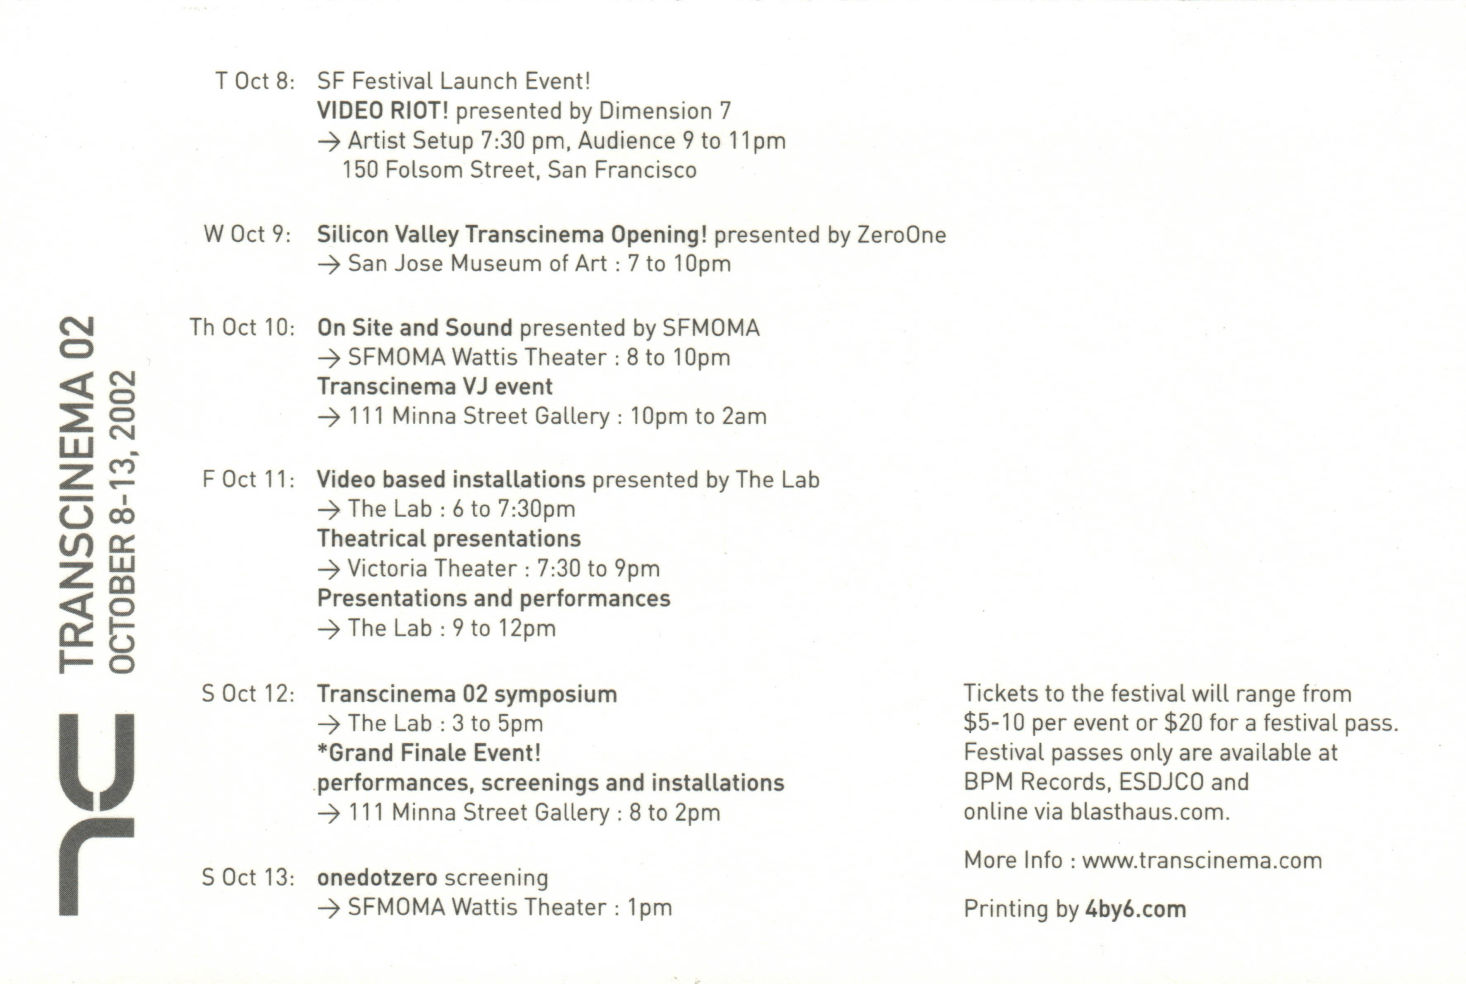 TRANSCINEMA 02
OCTOBER 8-13, 2002
T Oct 8: SF Festival Launch Event!
VIDEO RIOT! presented by Dimension 7
→ Artist Setup 7:30 pm, Audience 9 to 11pm
150 Folsom Street, San Francisco
W Oct 9: Silicon Valley Transcinema Opening! presented by ZeroOne
→ San Jose Museum of Art : 7 to 10pm
Th Oct 10: On Site and Sound presented by SFMOMA
→ SFMOMA Wattis Theater : 8 to 10pm
Transcinema VJ event
→ 111 Minna Street Gallery : 10pm to 2am
F Oct 11: Video based installations presented by The Lab
→ The Lab : 6 to 7:30pm
Theatrical presentations
→ Victoria Theater : 7:30 to 9pm
Presentations and performances
→ The Lab : 9 to 12pm
S Oct 12: Transcinema 02 symposium
→ The Lab : 3 to 5pm
*Grand Finale Event!
performances, screenings and installations
→ 111 Minna Street Gallery : 8 to 2pm
S Oct 13: onedotzero screening
→ SFMOMA Wattis Theater : 1pm
Tickets to the festival will range from
$5-10 per event or $20 for a festival pass.
Festival passes only are available at
BPM Records, ESDJCO and
online via blasthaus.com.
More Info : www.transcinema.com
Printing by 4by6.com